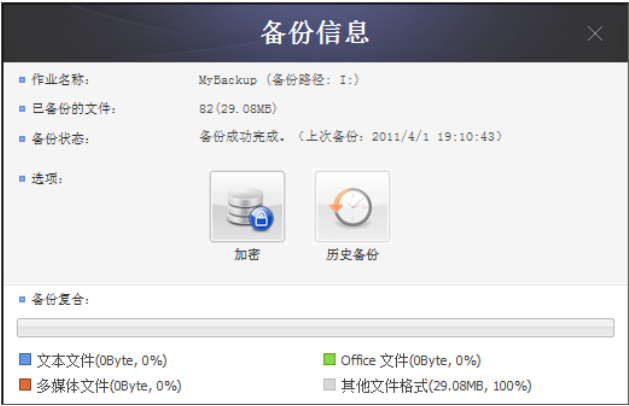 备份信息
作业名称: MyBackup (备份路径: I:)
已备份的文件: 82(29.08MB)
备份状态: 备份成功完成。(上次备份: 2011/4/1 19:10:43)
选项:
加密 历史备份
备份复合:
文本文件(0Byte, 0%) Office 文件(0Byte, 0%)
多媒体文件(0Byte, 0%) 其他文件格式(29.08MB, 100%)